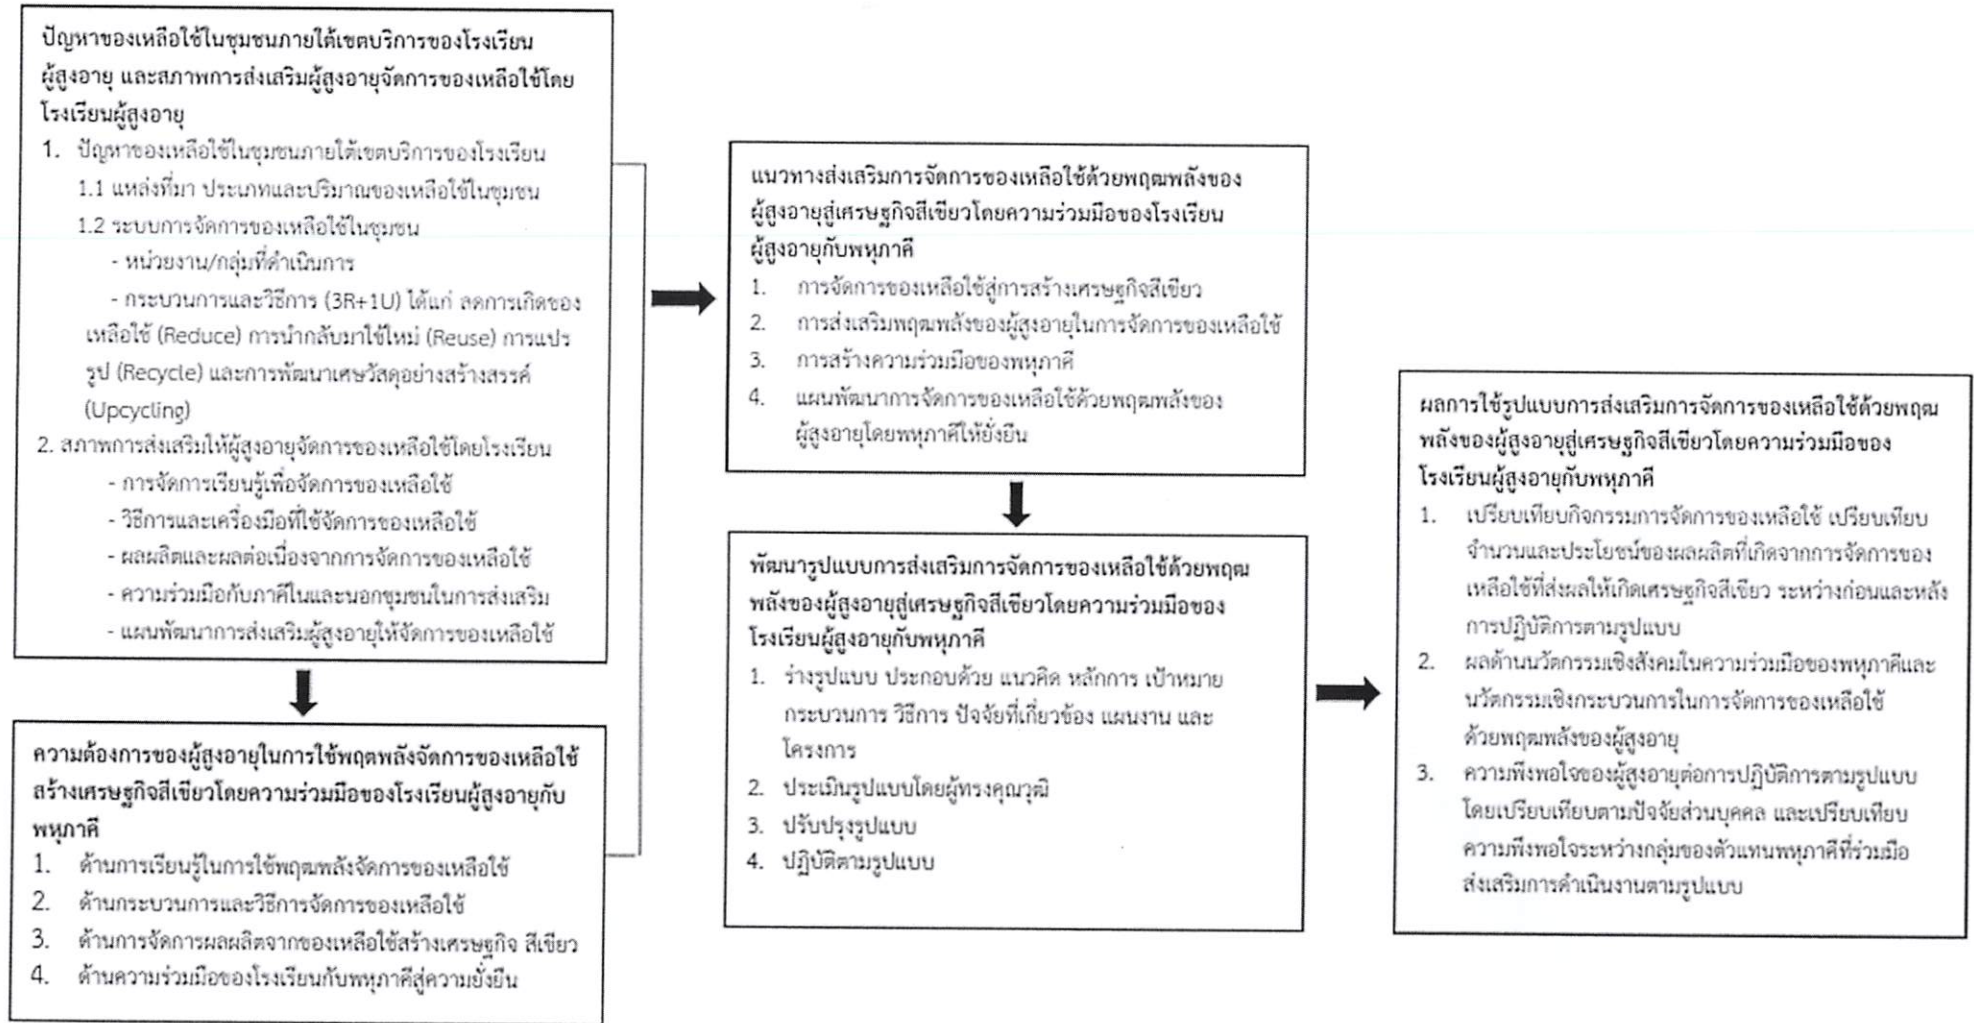 ปัญหาของเหลือใช้ในชุมชนภายใต้เขตบริการของโรงเรียน
ผู้สูงอายุ และสภาพการส่งเสริมผู้สูงอายุจัดการของเหลือใช้โดย
โรงเรียนผู้สูงอายุ
1. ปัญหาของเหลือใช้ในชุมชนภายใต้เขตบริการของโรงเรียน
1.1 แหล่งที่มา ประเภทและปริมาณของเหลือใช้ในชุมชน
1.2 ระบบการจัดการของเหลือใช้ในชุมชน
- หน่วยงาน/กลุ่มที่ดำเนินการ
- กระบวนการและวิธีการ (3R+1U) ได้แก่ ลดการเกิดของ
เหลือใช้ (Reduce) การนำกลับมาใช้ใหม่ (Reuse) การแปร
รูป (Recycle) และการพัฒนาเศษวัสดุอย่างสร้างสรรค์
(Upcycling)
2. สภาพการส่งเสริมให้ผู้สูงอายุจัดการของเหลือใช้โดยโรงเรียน
- การจัดการเรียนรู้เพื่อจัดการของเหลือใช้
- วิธีการและเครื่องมือที่ใช้จัดการของเหลือใช้
- ผลผลิตและผลต่อเนื่องจากการจัดการของเหลือใช้
- ความร่วมมือกับภาคีในและนอกชุมชนในการส่งเสริม
- แผนพัฒนาการส่งเสริมผู้สูงอายุให้จัดการของเหลือใช้
ความต้องการของผู้สูงอายุในการใช้พฤตพลังจัดการของเหลือใช้
สร้างเศรษฐกิจสีเขียวโดยความร่วมมือของโรงเรียนผู้สูงอายุกับ
พหุภาคี
1. ด้านการเรียนรู้ในการใช้พฤฒพลังจัดการของเหลือใช้
2. ด้านกระบวนการและวิธีการจัดการของเหลือใช้
3. ด้านการจัดการผลผลิตจากของเหลือใช้สร้างเศรษฐกิจ สีเขียว
4. ด้านความร่วมมือของโรงเรียนกับพหุภาคีสู่ความยั่งยืน
แนวทางส่งเสริมการจัดการของเหลือใช้ด้วยพฤฒพลังของ
ผู้สูงอายุสู่เศรษฐกิจสีเขียวโดยความร่วมมือของโรงเรียน
ผู้สูงอายุกับพหุภาคี
1. การจัดการของเหลือใช้สู่การสร้างเศรษฐกิจสีเขียว
2. การส่งเสริมพฤฒพลังของผู้สูงอายุในการจัดการของเหลือใช้
3. การสร้างความร่วมมือของพหุภาคี
4. แผนพัฒนาการจัดการของเหลือใช้ด้วยพฤฒพลังของ
ผู้สูงอายุโดยพหุภาคีให้ยั่งยืน
พัฒนารูปแบบการส่งเสริมการจัดการของเหลือใช้ด้วยพฤฒ
พลังของผู้สูงอายุสู่เศรษฐกิจสีเขียวโดยความร่วมมือของ
โรงเรียนผู้สูงอายุกับพหุภาคี
1. ร่างรูปแบบ ประกอบด้วย แนวคิด หลักการ เป้าหมาย
กระบวนการ วิธีการ ปัจจัยที่เกี่ยวข้อง แผนงาน และ
โครงการ
2. ประเมินรูปแบบโดยผู้ทรงคุณวุฒิ
3. ปรับปรุงรูปแบบ
4. ปฏิบัติตามรูปแบบ
ผลการใช้รูปแบบการส่งเสริมการจัดการของเหลือใช้ด้วยพฤฒ
พลังของผู้สูงอายุสู่เศรษฐกิจสีเขียวโดยความร่วมมือของ
โรงเรียนผู้สูงอายุกับพหุภาคี
1. เปรียบเทียบกิจกรรมการจัดการของเหลือใช้ เปรียบเทียบ
จำนวนและประโยชน์ของผลผลิตที่เกิดจากการจัดการของ
เหลือใช้ที่ส่งผลให้เกิดเศรษฐกิจสีเขียว ระหว่างก่อนและหลัง
การปฏิบัติการตามรูปแบบ
2. ผลด้านนวัตกรรมเชิงสังคมในความร่วมมือของพหุภาคีและ
นวัตกรรมเชิงกระบวนการในการจัดการของเหลือใช้
ด้วยพฤฒพลังของผู้สูงอายุ
3. ความพึงพอใจของผู้สูงอายุต่อการปฏิบัติการตามรูปแบบ
โดยเปรียบเทียบตามปัจจัยส่วนบุคคล และเปรียบเทียบ
ความพึงพอใจระหว่างกลุ่มของตัวแทนพหุภาคีที่ร่วมมือ
ส่งเสริมการดำเนินงานตามรูปแบบ